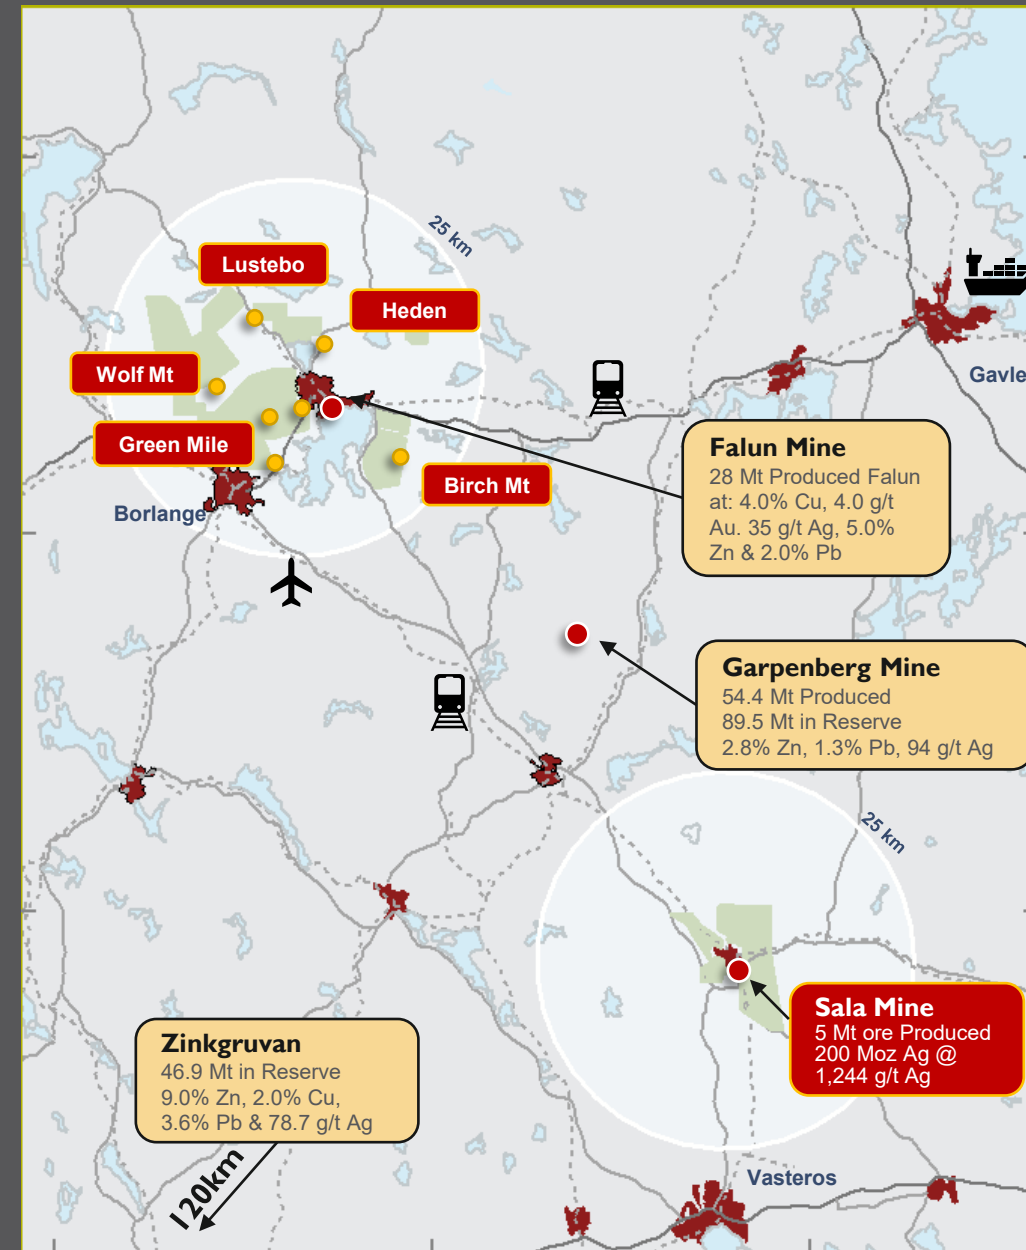 25 km
Lustebo
Heden
Wolf Mt
Gavle
Green Mile
Birch Mt
Borlange
Falun Mine
28 Mt Produced Falun
at: 4.0% Cu, 4.0 g/t
Au. 35 g/t Ag, 5.0%
Zn & 2.0% Pb
Garpenberg Mine
54.4 Mt Produced
89.5 Mt in Reserve
2.8% Zn, 1.3% Pb, 94 g/t Ag
25 km
Sala Mine
5 Mt ore Produced
200 Moz Ag @
1,244 g/t Ag
Zinkgruvan
46.9 Mt in Reserve
9.0% Zn, 2.0% Cu,
3.6% Pb & 78.7 g/t Ag
120km
Vasteros